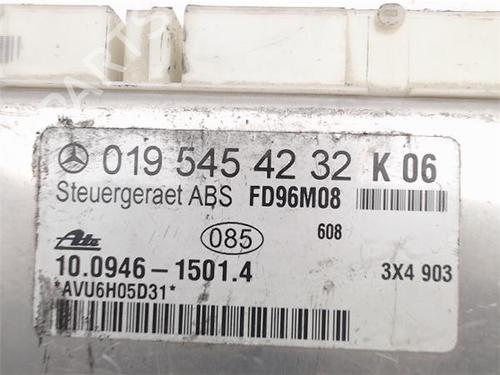 019 545 42 32 K 06
Steuergeraet ABS FD96M08
Ate 085 608
10.0946-1501.4 3X4 903
*AVU6H05D31*